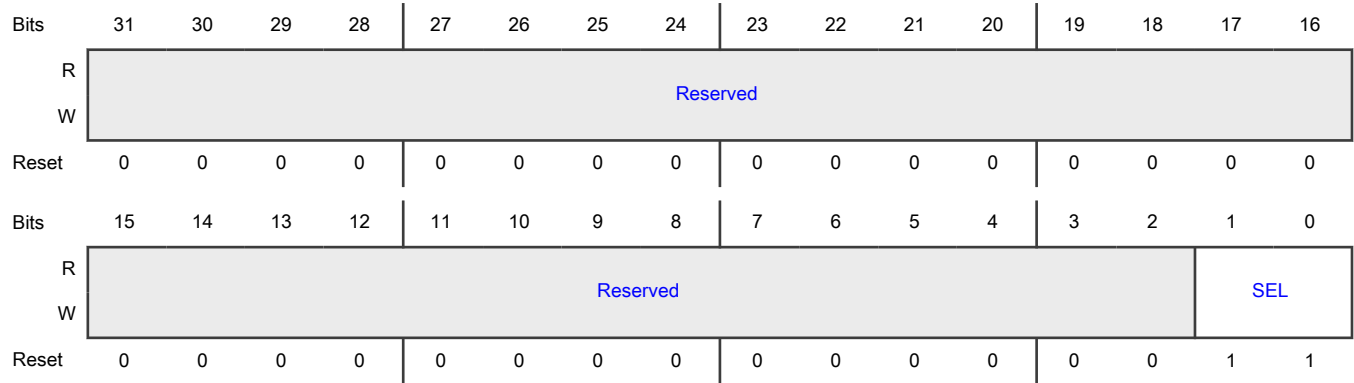 Bits 31 30 29 28 27 26 25 24 23 22 21 20 19 18 17 16
R
Reserved
W
Reset 0 0 0 0 0 0 0 0 0 0 0 0 0 0 0 0
Bits 15 14 13 12 11 10 9 8 7 6 5 4 3 2 1 0
R
Reserved SEL
W
Reset 0 0 0 0 0 0 0 0 0 0 0 0 0 0 1 1